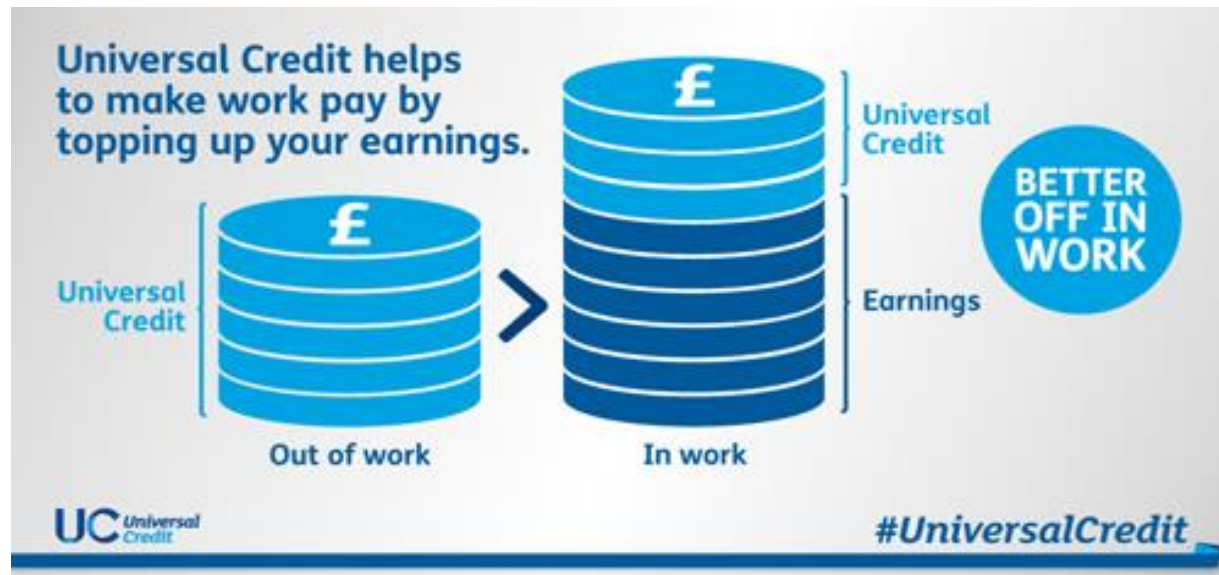 Universal Credit helps
to make work pay by
topping up your earnings.
£
Universal
Credit
Out of work
>
£
Universal
Credit
Earnings
In work
BETTER
OFF IN
WORK
UC Universal
Credit
#UniversalCredit